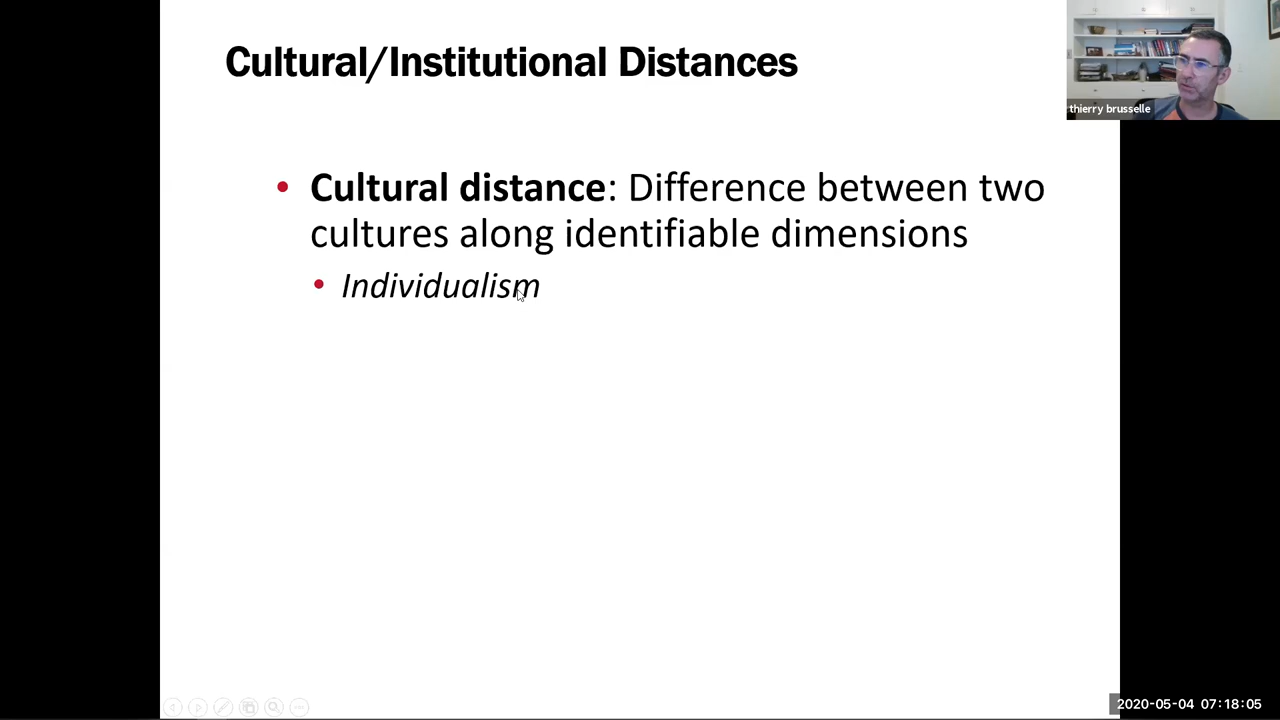 Cultural/Institutional Distances
thierry brusselle
• Cultural distance: Difference between two
cultures along identifiable dimensions
• Individualism
2020-05-04 07:18:05